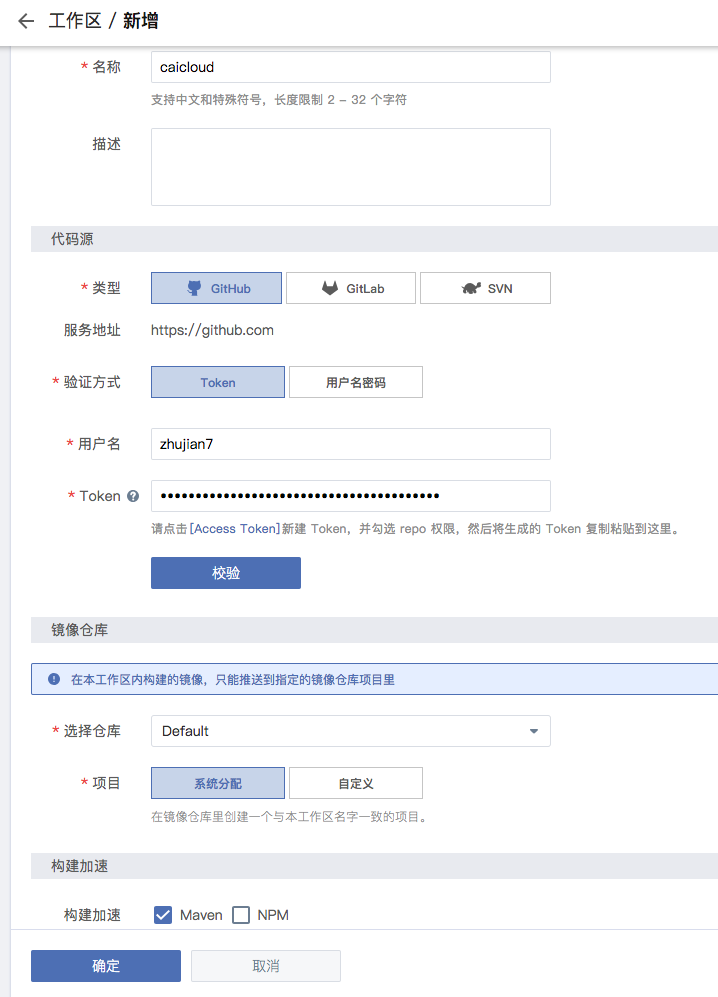 工作区 / 新增
* 名称 caicloud
支持中文和特殊符号，长度限制 2 - 32 个字符
描述
代码源
* 类型 GitHub GitLab SVN
服务地址 https://github.com
* 验证方式 Token 用户名密码
* 用户名 zhujian7
* Token ? ••••••••••••••••••••••••••••••••••••••••
请点击[Access Token]新建 Token，并勾选 repo 权限，然后将生成的 Token 复制粘贴到这里。
校验
镜像仓库
在本工作区内构建的镜像，只能推送到指定的镜像仓库项目里
* 选择仓库 Default
* 项目 系统分配 自定义
在镜像仓库里创建一个与本工作区名字一致的项目。
构建加速
构建加速 Maven NPM
确定 取消